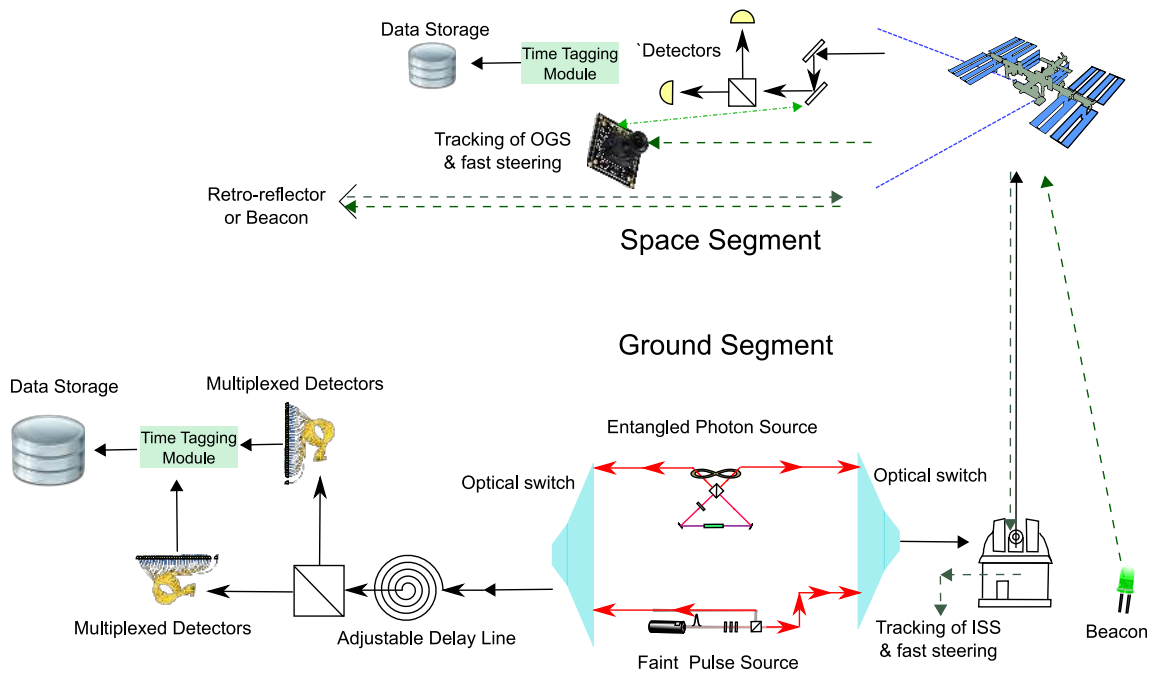 Data Storage
Time Tagging
Module
`Detectors
Tracking of OGS
& fast steering
Retro-reflector
or Beacon
Space Segment
Ground Segment
Data Storage
Multiplexed Detectors
Time Tagging
Module
Multiplexed Detectors
Adjustable Delay Line
Optical switch
Entangled Photon Source
Optical switch
Faint Pulse Source
Tracking of ISS
& fast steering
Beacon